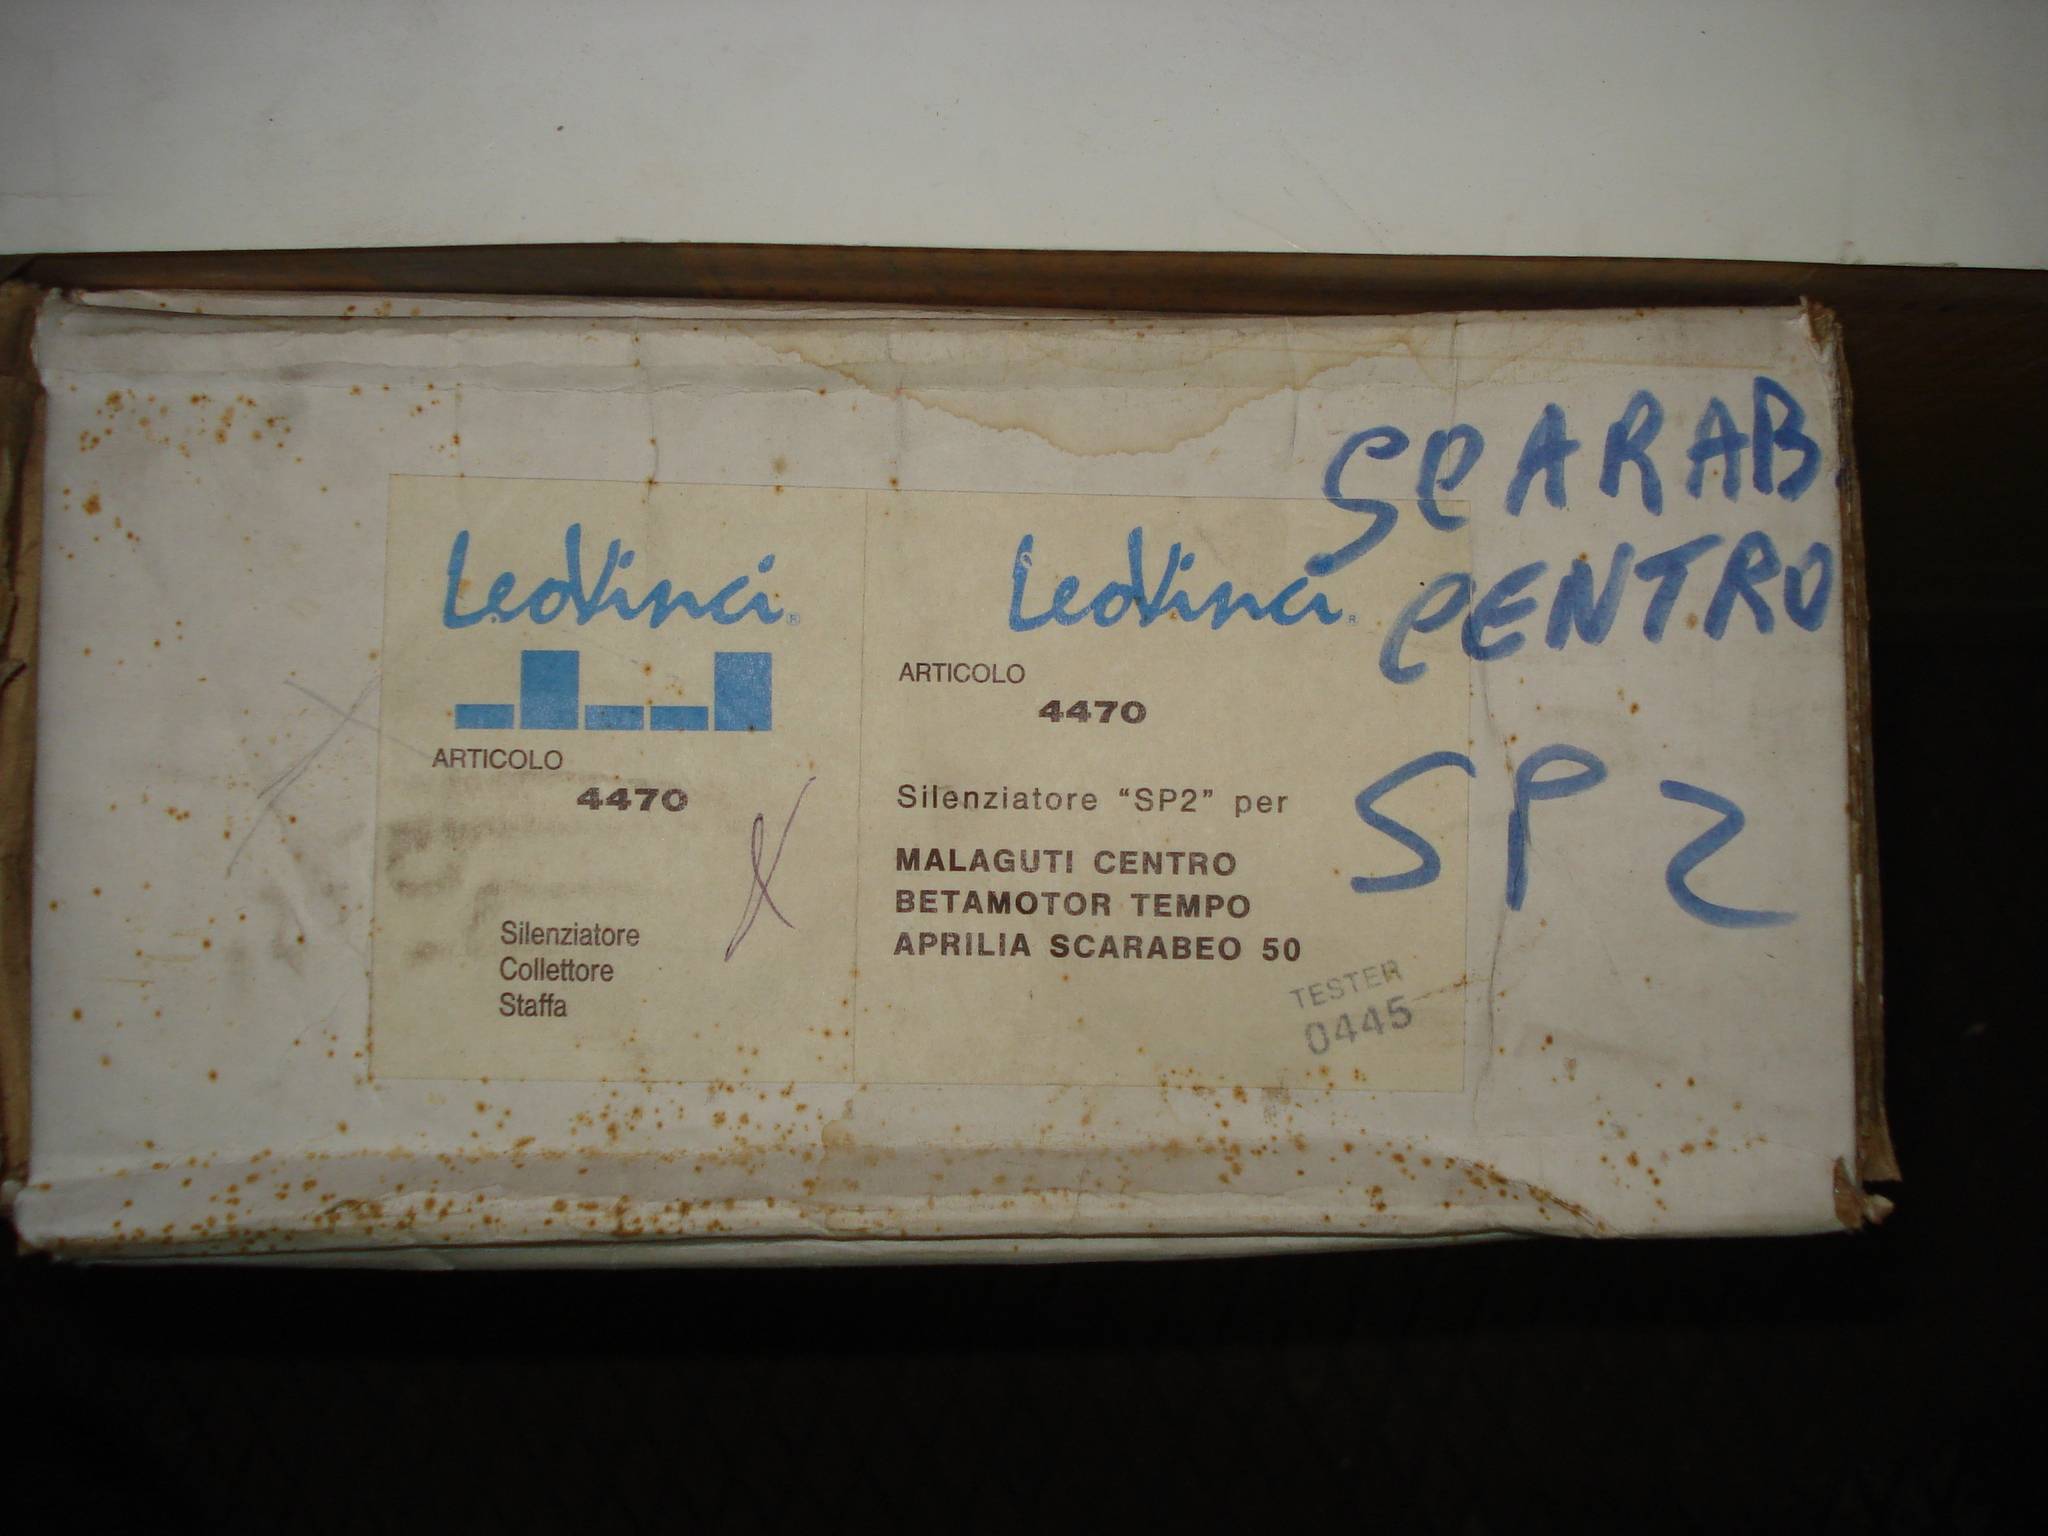 LeoVinci®
ARTICOLO
4470
Silenziatore
Collettore
Staffa
LeoVinci®
ARTICOLO
4470
Silenziatore “SP2” per
MALAGUTI CENTRO
BETAMOTOR TEMPO
APRILIA SCARABEO 50
TESTER
0445
SCARAB.
CENTRO
SP2